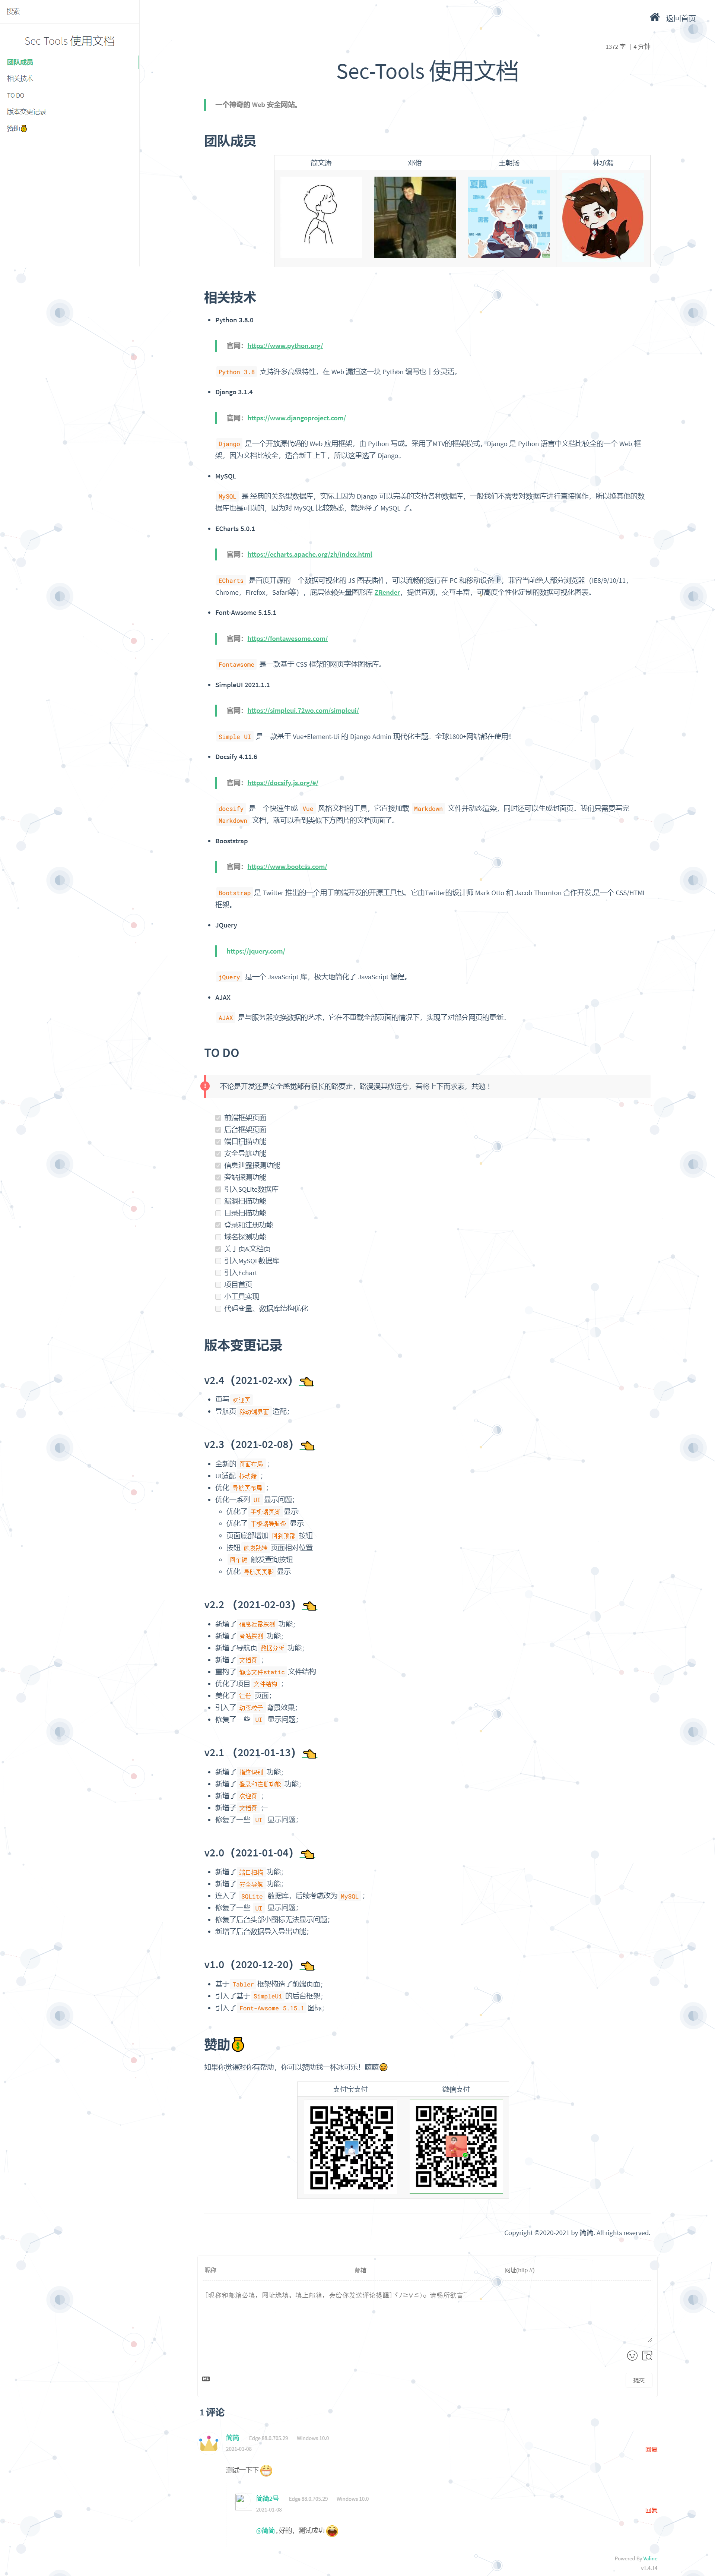 搜索
Sec-Tools 使用文档
团队成员
相关技术
TO DO
版本变更记录
赞助💰
返回首页
1372 字 | 4 分钟
Sec-Tools 使用文档
一个神奇的 Web 安全网站。
团队成员
简文涛 邓俊 王朝扬 林承毅
相关技术
Python 3.8.0
官网：https://www.python.org/
Python 3.8 支持许多高级特性，在 Web 漏扫这一块 Python 编写也十分灵活。
Django 3.1.4
官网：https://www.djangoproject.com/
Django 是一个开放源代码的 Web 应用框架，由 Python 写成。采用了MTV的框架模式，Django 是 Python 语言中文档比较全的一个 Web 框
架，因为文档比较全，适合新手上手，所以这里选了 Django。
MySQL
MySQL 是 经典的关系型数据库，实际上因为 Django 可以完美的支持各种数据库，一般我们不需要对数据库进行直接操作，所以换其他的数
据库也是可以的，因为对 MySQL 比较熟悉，就选择了 MySQL 了。
ECharts 5.0.1
官网：https://echarts.apache.org/zh/index.html
ECharts 是百度开源的一个数据可视化的 JS 图表插件，可以流畅的运行在 PC 和移动设备上，兼容当前绝大部分浏览器（IE8/9/10/11，
Chrome，Firefox，Safari等），底层依赖矢量图形库 ZRender，提供直观，交互丰富，可高度个性化定制的数据可视化图表。
Font-Awsome 5.15.1
官网：https://fontawesome.com/
Fontawsome 是一款基于 CSS 框架的网页字体图标库。
SimpleUI 2021.1.1
官网：https://simpleui.72wo.com/simpleui/
Simple UI 是一款基于 Vue+Element-Ui 的 Django Admin 现代化主题。全球1800+网站都在使用!
Docsify 4.11.6
官网：https://docsify.js.org/#/
docsify 是一个快速生成 Vue 风格文档的工具，它直接加载 Markdown 文件并动态渲染，同时还可以生成封面页。我们只需要写完
Markdown 文档，就可以看到类似下方图片的文档页面了。
Booststrap
官网：https://www.bootcss.com/
Bootstrap 是 Twitter 推出的一个用于前端开发的开源工具包。它由Twitter的设计师 Mark Otto 和 Jacob Thornton 合作开发,是一个 CSS/HTML
框架。
JQuery
https://jquery.com/
jQuery 是一个 JavaScript 库，极大地简化了 JavaScript 编程。
AJAX
AJAX 是与服务器交换数据的艺术，它在不重载全部页面的情况下，实现了对部分网页的更新。
TO DO
不论是开发还是安全感觉都有很长的路要走，路漫漫其修远兮，吾将上下而求索，共勉！
前端框架页面
后台框架页面
端口扫描功能
安全导航功能
信息泄露探测功能
旁站探测功能
引入SQLite数据库
漏洞扫描功能
目录扫描功能
登录和注册功能
域名探测功能
关于页&文档页
引入MySQL数据库
引入Echart
项目首页
小工具实现
代码变量、数据库结构优化
版本变更记录
v2.4（2021-02-xx）👈
重写 欢迎页
导航页 移动端界面 适配；
v2.3（2021-02-08）👈
全新的 页面布局 ；
UI适配 移动端 ；
优化 导航页布局 ；
优化一系列 UI 显示问题；
优化了 手机端页脚 显示
优化了 平板端导航条 显示
页面底部增加 回到顶部 按钮
按钮 触发跳转 页面相对位置
回车键 触发查询按钮
优化 导航页页脚 显示
v2.2 （2021-02-03）👈
新增了 信息泄露探测 功能；
新增了 旁站探测 功能；
新增了导航页 数据分析 功能；
新增了 文档页 ；
重构了 静态文件static 文件结构
优化了项目 文件结构 ；
美化了 注册 页面；
引入了 动态粒子 背景效果；
修复了一些 UI 显示问题；
v2.1 （2021-01-13）👈
新增了 指纹识别 功能；
新增了 登录和注册功能 功能；
新增了 欢迎页 ；
新增了 文档页 ；
修复了一些 UI 显示问题；
v2.0（2021-01-04）👈
新增了 端口扫描 功能；
新增了 安全导航 功能；
连入了 SQLite 数据库，后续考虑改为 MySQL ；
修复了一些 UI 显示问题；
修复了后台头部小图标无法显示问题；
新增了后台数据导入导出功能；
v1.0（2020-12-20）👈
基于 Tabler 框架构造了前端页面；
引入了基于 SimpleUi 的后台框架；
引入了 Font-Awsome 5.15.1 图标；
赞助💰
如果你觉得对你有帮助，你可以赞助我一杯冰可乐！嘻嘻😄
支付宝支付 微信支付
Copyright ©2020-2021 by 简简. All rights reserved.
昵称 邮箱 网址(http://)
[昵称和邮箱必填，网址选填，填上邮箱，会给你发送评论提醒]ヾﾉ≧∀≦)o 请畅所欲言~
提交
1 评论
简简 Edge 88.0.705.29 Windows 10.0
2021-01-08
回复
测试一下下
简简2号 Edge 88.0.705.29 Windows 10.0
2021-01-08
回复
@简简 , 好的，测试成功
Powered By Valine
v1.4.14